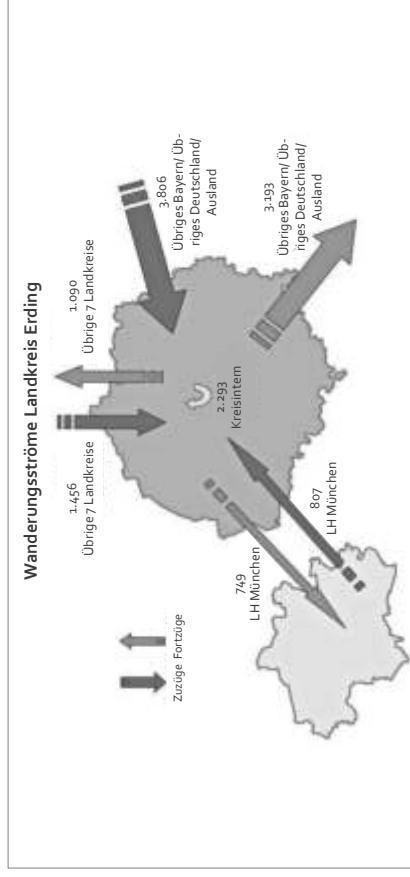 Wanderungsströme Landkreis Erding
Zuzüge Fortzüge
1.456
Übrige 7 Landkreise
1.090
Übrige 7 Landkreise
3.806
Übriges Bayern/ Üb-
riges Deutschland/
Ausland
2.293
Kreisintern
749
LH München
807
LH München
3.193
Übriges Bayern/ Üb-
riges Deutschland/
Ausland